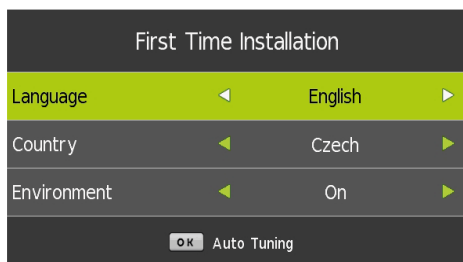 First Time Installation
Language English
Country Czech
Environment On
OK Auto Tuning